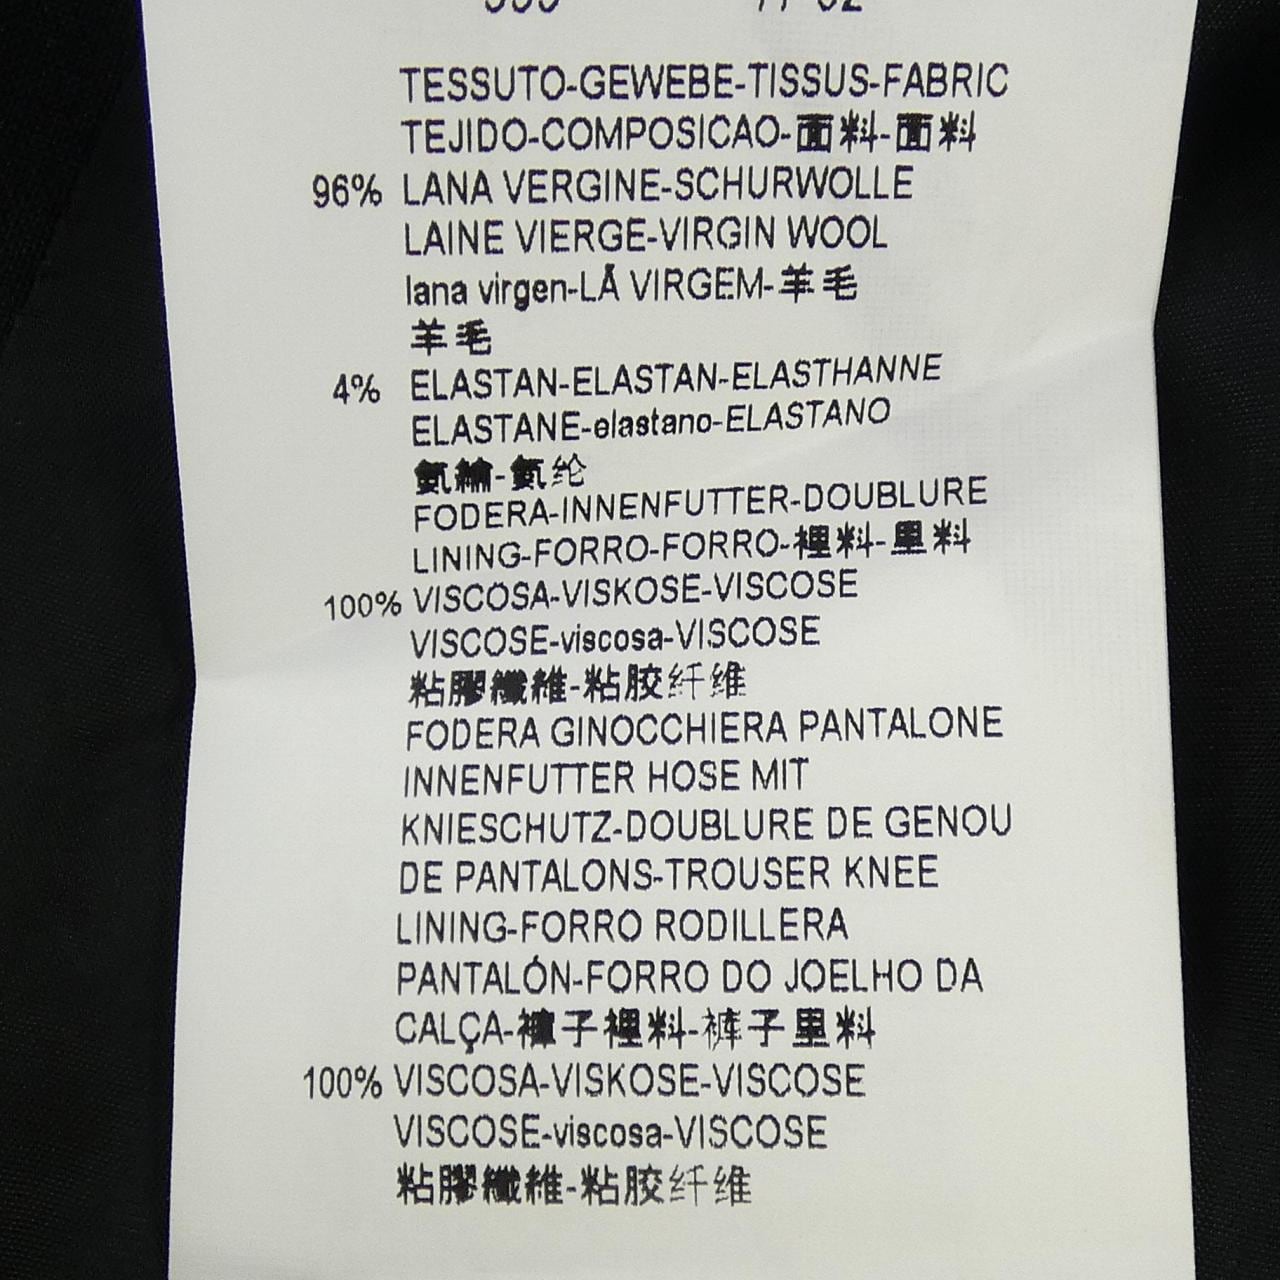 TESSUTO-GEWEBE-TISSUS-FABRIC
TEJIDO-COMPOSICAO-面料-面料
96% LANA VERGINE-SCHURWOLLE
LAINE VIERGE-VIRGIN WOOL
lana virgen-LÃ VIRGEM-羊毛
羊毛
4% ELASTAN-ELASTAN-ELASTHANNE
ELASTANE-elastano-ELASTANO
氨綸-氨纶
FODERA-INNENFUTTER-DOUBLURE
LINING-FORRO-FORRO-裡料-里料
100% VISCOSA-VISKOSE-VISCOSE
VISCOSE-viscosa-VISCOSE
粘膠纖維-粘胶纤维
FODERA GINOCCHIERA PANTALONE
INNENFUTTER HOSE MIT
KNIESCHUTZ-DOUBLURE DE GENOU
DE PANTALONS-TROUSER KNEE
LINING-FORRO RODILLERA
PANTALÓN-FORRO DO JOELHO DA
CALÇA-褲子裡料-裤子里料
100% VISCOSA-VISKOSE-VISCOSE
VISCOSE-viscosa-VISCOSE
粘膠纖維-粘胶纤维